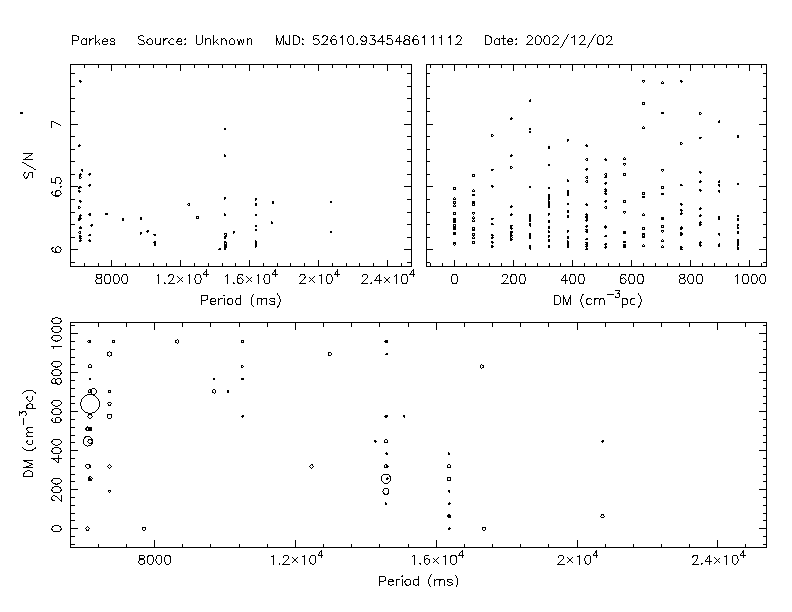 Parkes Source: Unknown MJD: 52610.934548611112 Date: 2002/12/02
S/N
7
6.5
6
8000 1.2×10⁴ 1.6×10⁴ 2×10⁴ 2.4×10⁴
Period (ms)
0 200 400 600 800 1000
DM (cm⁻³pc)
DM (cm⁻³pc)
1000
800
600
400
200
0
8000 1.2×10⁴ 1.6×10⁴ 2×10⁴ 2.4×10⁴
Period (ms)